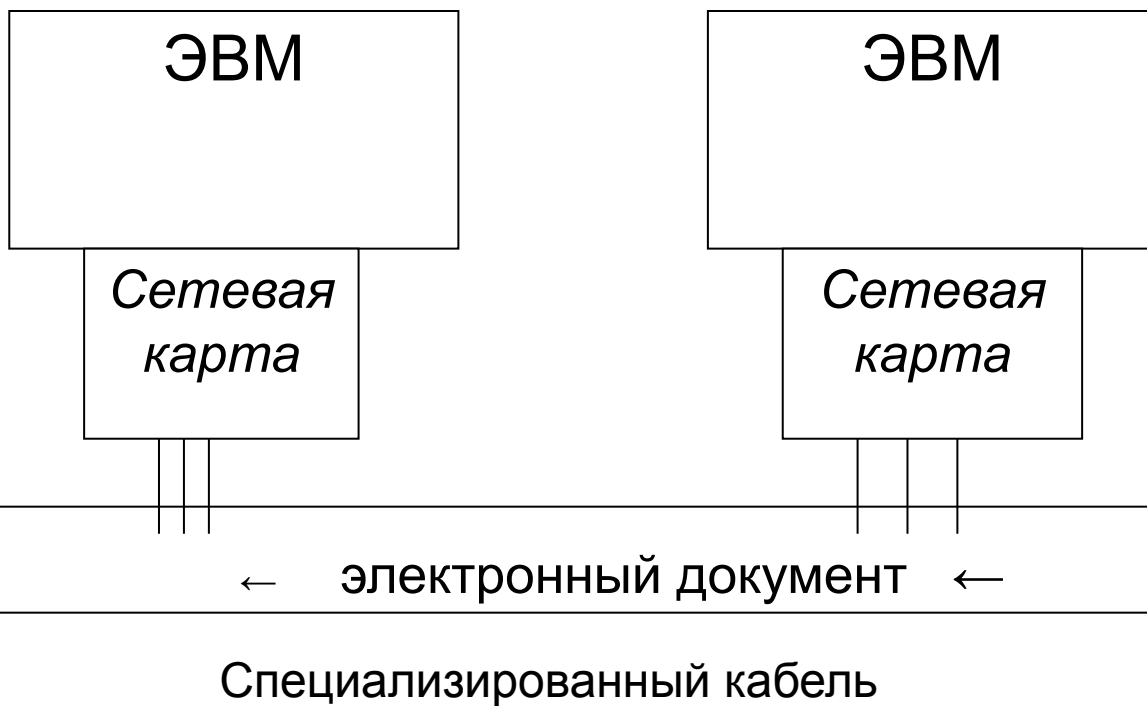 ЭВМ
ЭВМ
Сетевая
карта
Сетевая
карта
← электронный документ ←
Специализированный кабель